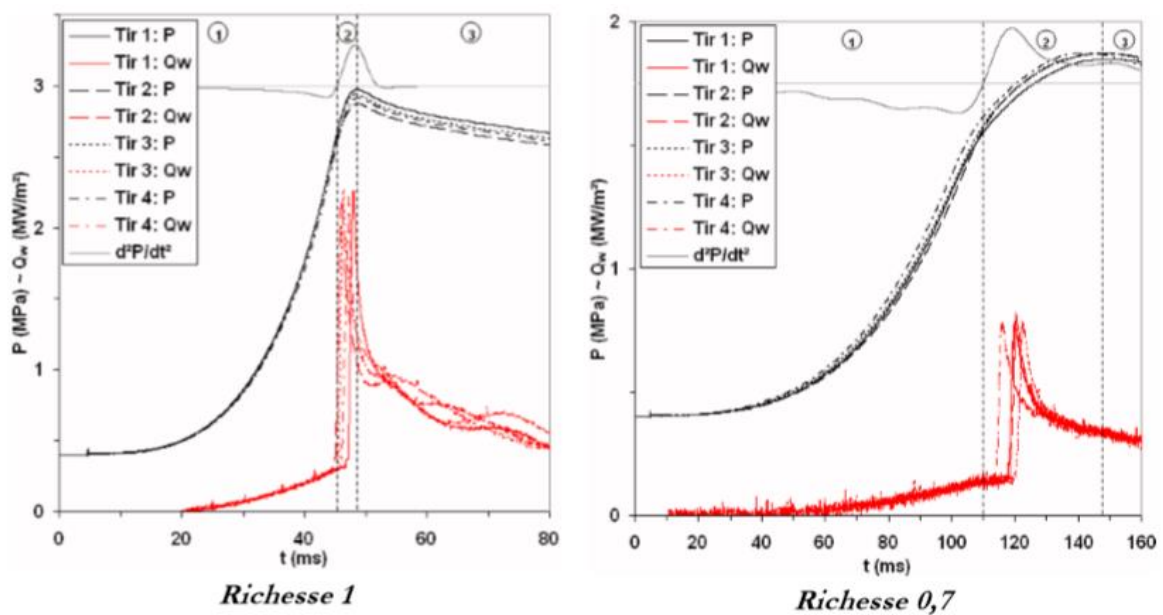 Tir 1: P
Tir 1: Qw
Tir 2: P
Tir 2: Qw
Tir 3: P
Tir 3: Qw
Tir 4: P
Tir 4: Qw
d²P/dt²
1
2
3
P (MPa) ~ Qw (MW/m²)
3
2
1
0
0
20
40
60
80
t (ms)
Richesse 1
Tir 1: P
Tir 1: Qw
Tir 2: P
Tir 2: Qw
Tir 3: P
Tir 3: Qw
Tir 4: P
Tir 4: Qw
d²P/dt²
1
2
3
P (MPa) ~ Qw (MW/m²)
2
1
0
0
20
40
60
80
100
120
140
160
t (ms)
Richesse 0,7